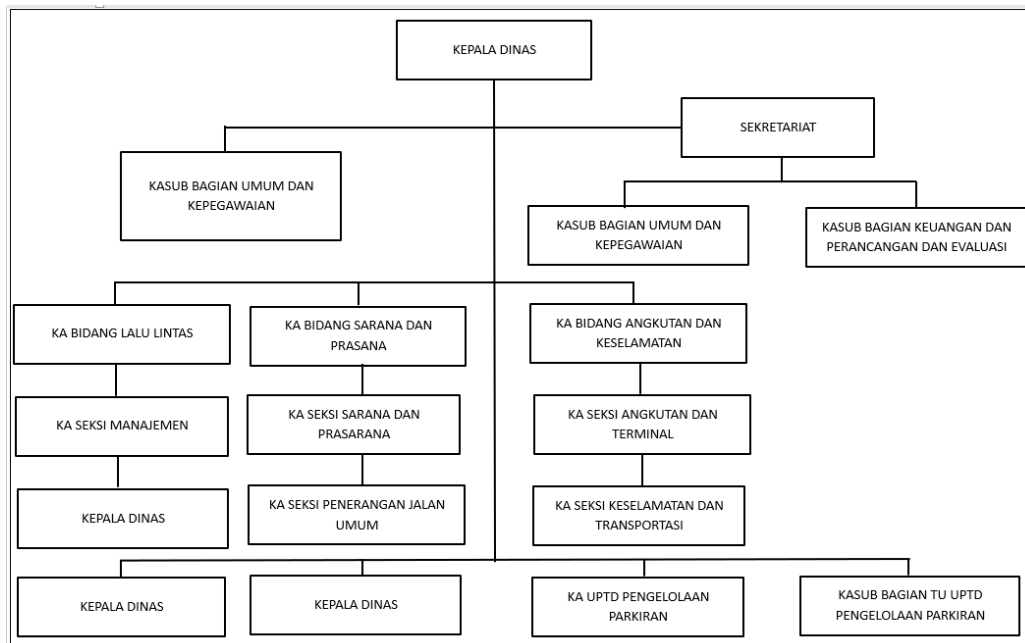 KEPALA DINAS
SEKRETARIAT
KASUB BAGIAN UMUM DAN
KEPEGAWAIAN
KASUB BAGIAN UMUM DAN
KEPEGAWAIAN
KASUB BAGIAN KEUANGAN DAN
PERANCANGAN DAN EVALUASI
KA BIDANG LALU LINTAS
KA BIDANG SARANA DAN
PRASANA
KA BIDANG ANGKUTAN DAN
KESELAMATAN
KA SEKSI MANAJEMEN
KA SEKSI SARANA DAN
PRASARANA
KA SEKSI ANGKUTAN DAN
TERMINAL
KEPALA DINAS
KA SEKSI PENERANGAN JALAN
UMUM
KA SEKSI KESELAMATAN DAN
TRANSPORTASI
KEPALA DINAS
KEPALA DINAS
KA UPTD PENGELOLAAN
PARKIRAN
KASUB BAGIAN TU UPTD
PENGELOLAAN PARKIRAN